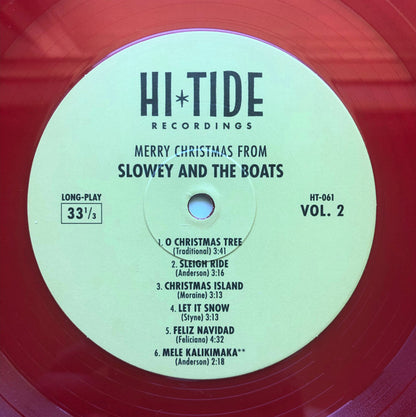 HI*TIDE
RECORDINGS
MERRY CHRISTMAS FROM
SLOWEY AND THE BOATS
LONG-PLAY
33 1/3
HT-061
VOL. 2
1. O CHRISTMAS TREE
(Traditional) 3:41
2. SLEIGH RIDE
(Anderson) 3:16
3. CHRISTMAS ISLAND
(Moraine) 3:13
4. LET IT SNOW
(Styne) 3:13
5. FELIZ NAVIDAD
(Feliciano) 4:32
6. MELE KALIKIMAKA**
(Anderson) 2:18